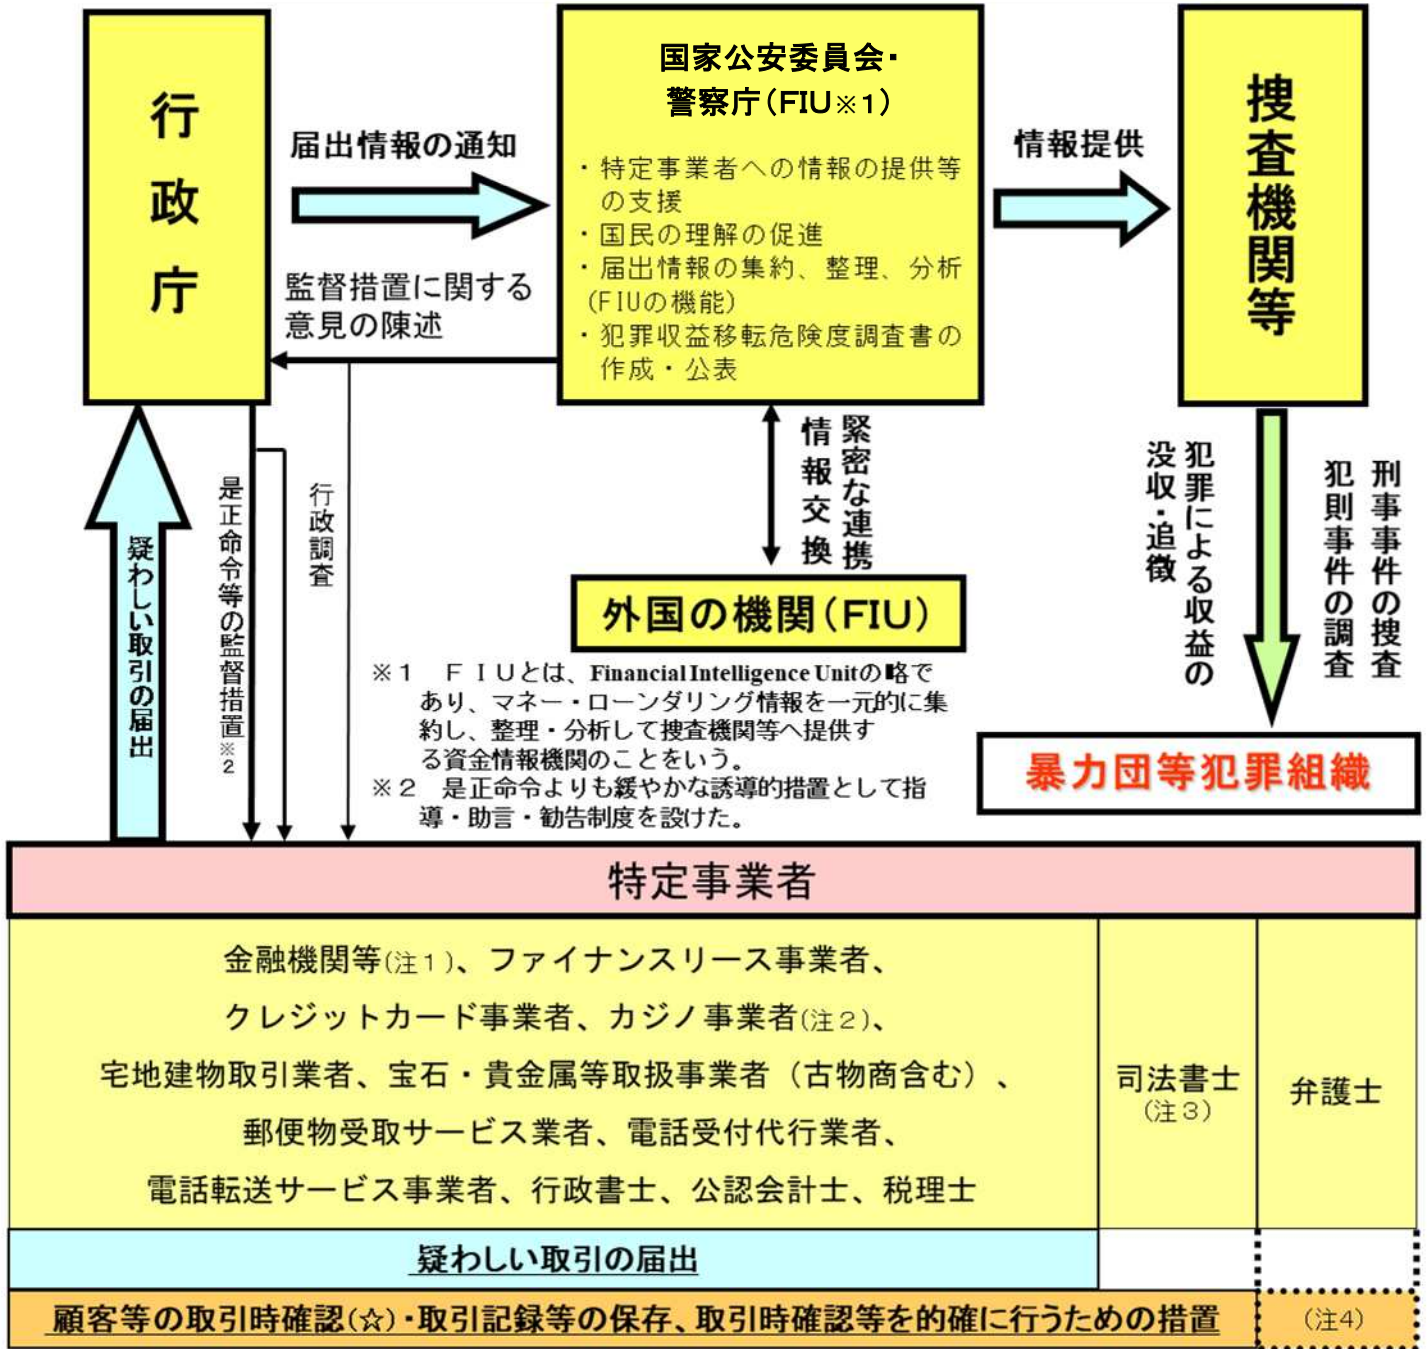 行政庁
届出情報の通知
監督措置に関する
意見の陳述
国家公安委員会・
警察庁(FIU※1)
・特定事業者への情報の提供等
の支援
・国民の理解の促進
・届出情報の集約、整理、分析
(FIUの機能)
・犯罪収益移転危険度調査書の
作成・公表
情報提供
捜査機関等
疑わしい取引の届出
是正命令等の監督措置※2
行政調査
緊密な連携
情報交換
外国の機関(FIU)
犯罪による収益の
没収・追徴
刑事事件の捜査
犯則事件の調査
暴力団等犯罪組織
※1 FIUとは、Financial Intelligence Unitの略で
あり、マネー・ローンダリング情報を一元的に集
約し、整理・分析して捜査機関等へ提供す
る資金情報機関のことをいう。
※2 是正命令よりも緩やかな誘導的措置として指
導・助言・勧告制度を設けた。
特定事業者
金融機関等(注1)、ファイナンスリース事業者、
クレジットカード事業者、カジノ事業者(注2)、
宅地建物取引業者、宝石・貴金属等取扱事業者(古物商含む)、
郵便物受取サービス業者、電話受付代行業者、
電話転送サービス事業者、行政書士、公認会計士、税理士
司法書士
(注3)
弁護士
疑わしい取引の届出
顧客等の取引時確認(☆)・取引記録等の保存、取引時確認等を的確に行うための措置
(注4)